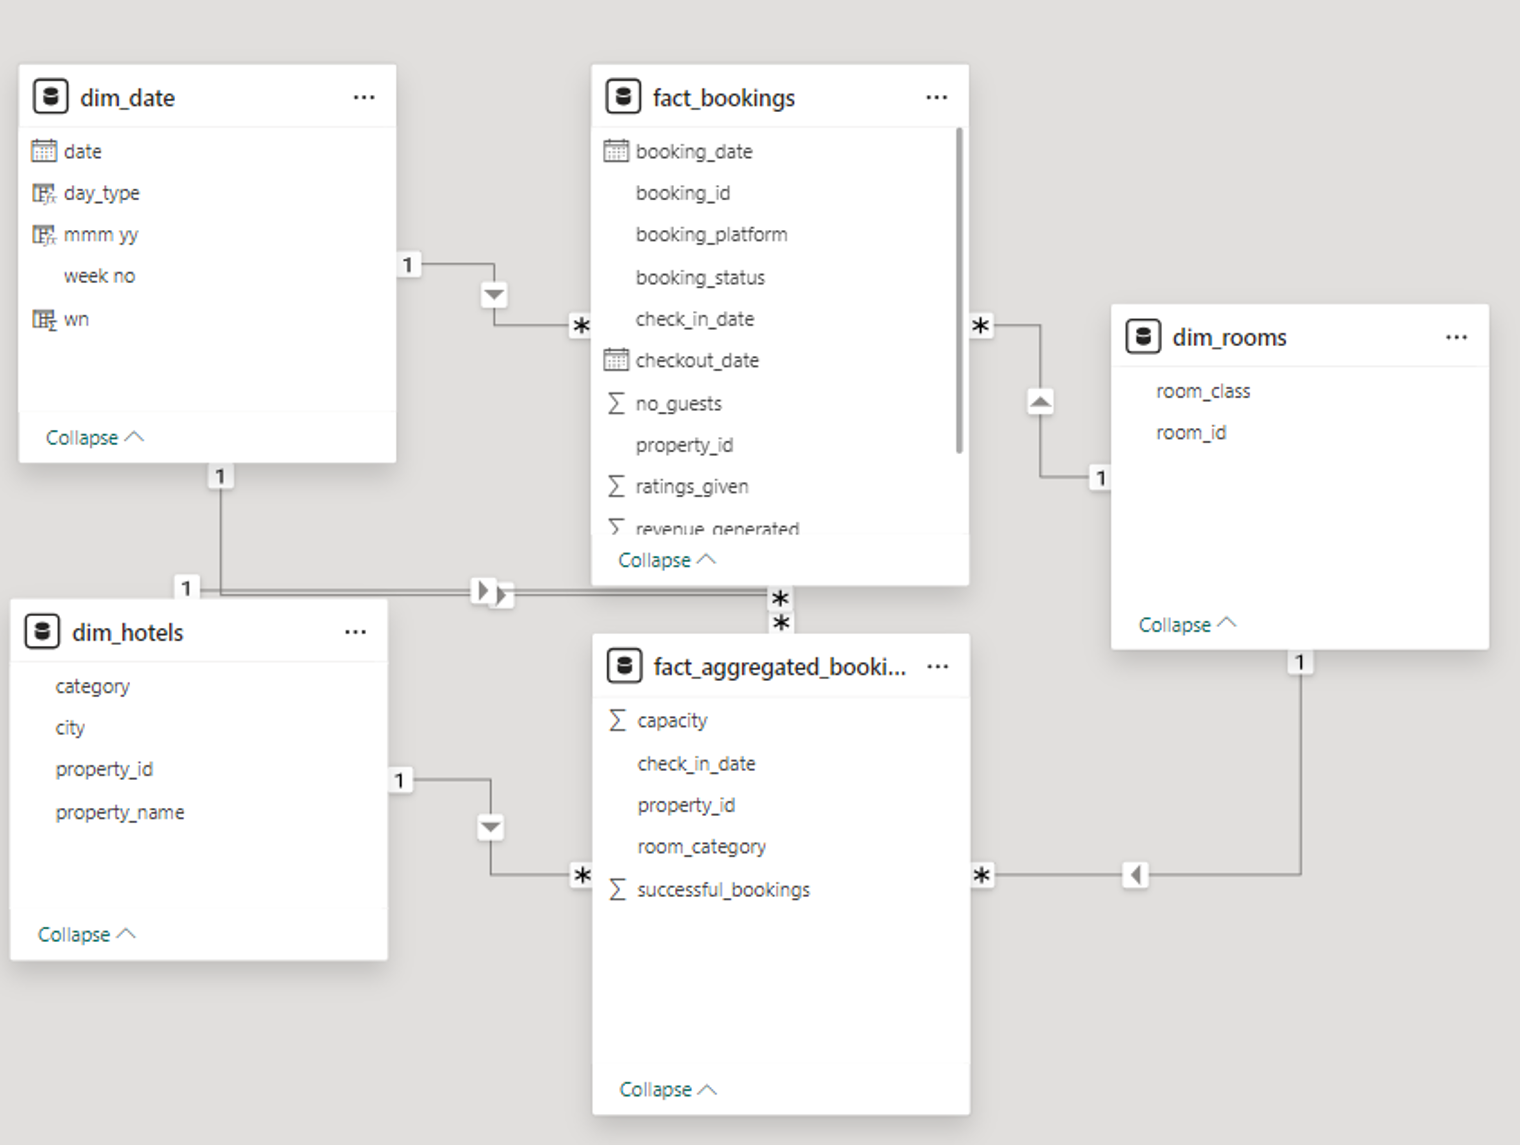 dim_date
date
day_type
mmm yy
week no
wn
Collapse
fact_bookings
booking_date
booking_id
booking_platform
booking_status
check_in_date
checkout_date
no_guests
property_id
ratings_given
revenue_generated
Collapse
dim_rooms
room_class
room_id
Collapse
dim_hotels
category
city
property_id
property_name
Collapse
fact_aggregated_booki...
capacity
check_in_date
property_id
room_category
successful_bookings
Collapse
1
*
*
1
1
1
*
*
1
1
*
*